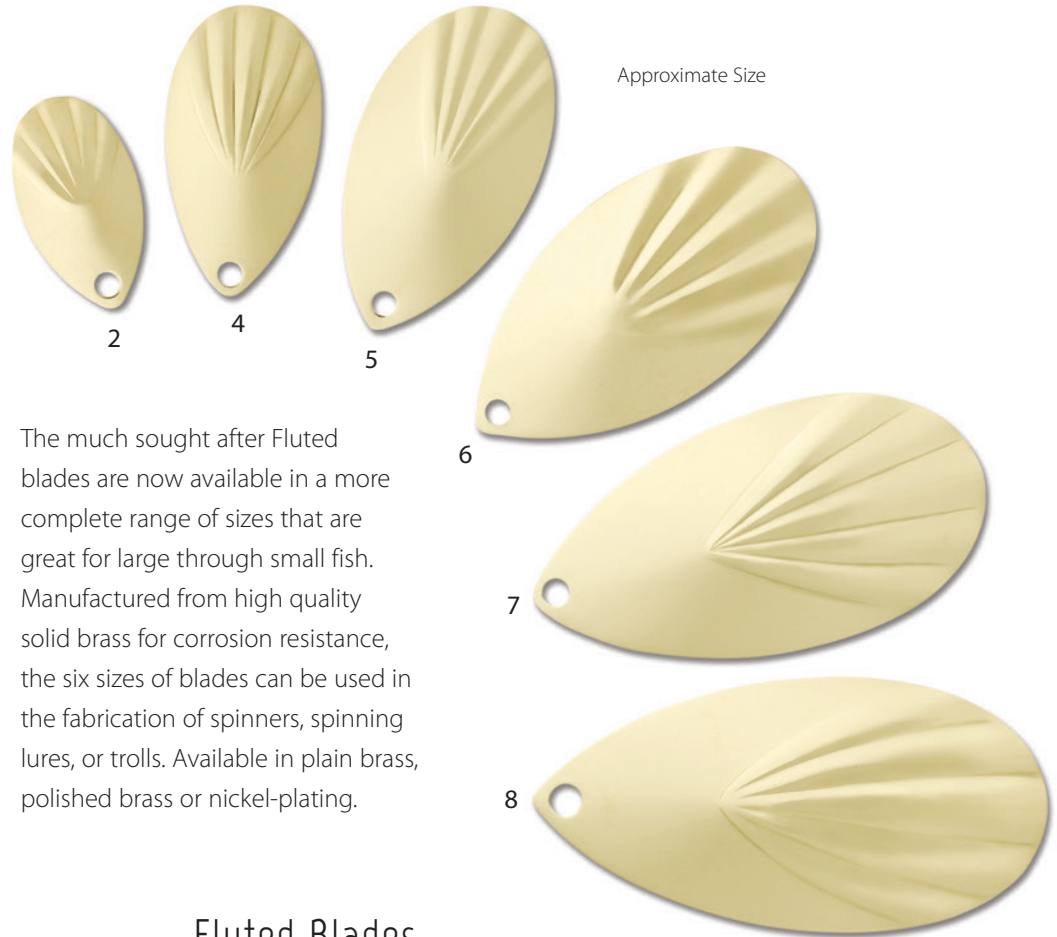 Approximate Size
2
4
5
6
The much sought after Fluted
blades are now available in a more
complete range of sizes that are
great for large through small fish.
Manufactured from high quality
solid brass for corrosion resistance,
the six sizes of blades can be used in
the fabrication of spinners, spinning
lures, or trolls. Available in plain brass,
polished brass or nickel-plating.
7
8
Fluted Blades